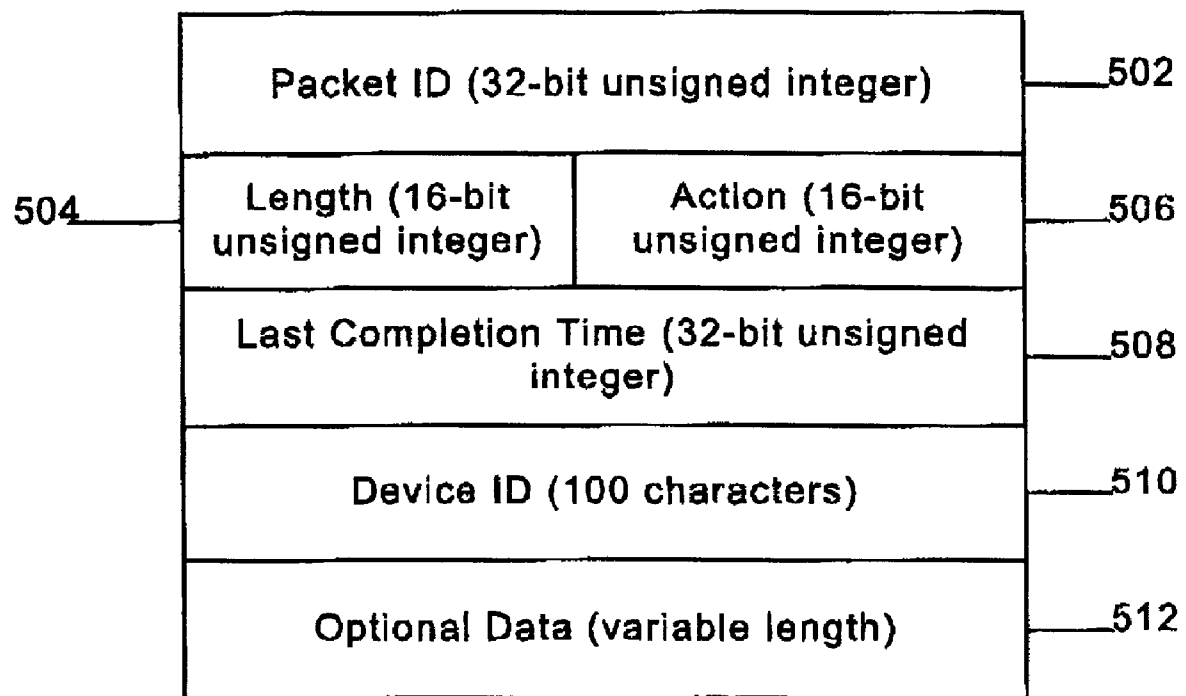 Packet ID (32-bit unsigned integer)
502
504
Length (16-bit
unsigned integer)
Action (16-bit
unsigned integer)
506
Last Completion Time (32-bit unsigned
integer)
508
Device ID (100 characters)
510
Optional Data (variable length)
512